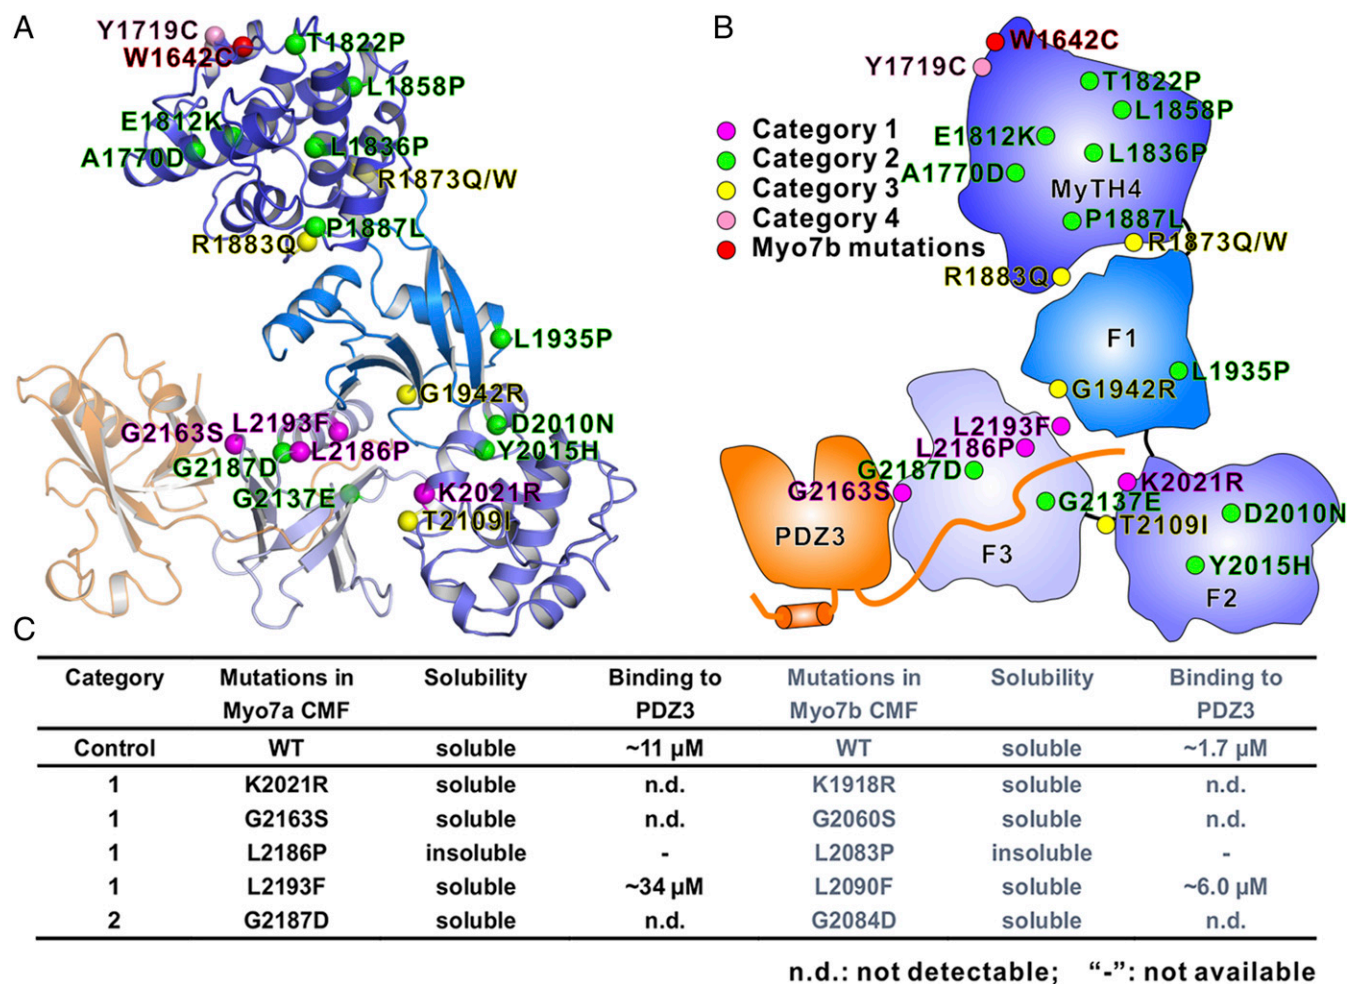 A
Y1719C
W1642C
T1822P
L1858P
E1812K
A1770D
L1836P
R1873Q/W
P1887L
R1883Q
L1935P
G1942R
L2193F
D2010N
G2163S
L2186P
Y2015H
G2187D
G2137E
K2021R
T2109I
B
W1642C
Y1719C
T1822P
L1858P
Category 1
E1812K
Category 2
L1836P
A1770D
Category 3
MyTH4
Category 4
P1887L
Myo7b mutations
R1873Q/W
R1883Q
F1
L1935P
G1942R
L2193F
L2186P
G2187D
G2163S
K2021R
G2137E
D2010N
T2109I
PDZ3
F3
Y2015H
F2
C
Category Mutations in Myo7a CMF Solubility Binding to PDZ3 Mutations in Myo7b CMF Solubility Binding to PDZ3
Control WT soluble ~11 µM WT soluble ~1.7 µM
1 K2021R soluble n.d. K1918R soluble n.d.
1 G2163S soluble n.d. G2060S soluble n.d.
1 L2186P insoluble - L2083P insoluble -
1 L2193F soluble ~34 µM L2090F soluble ~6.0 µM
2 G2187D soluble n.d. G2084D soluble n.d.
n.d.: not detectable; “-”: not available